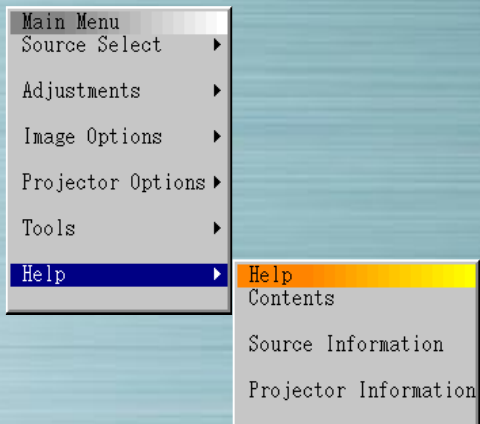 Main Menu
Source Select
Adjustments
Image Options
Projector Options
Tools
Help
Help
Contents
Source Information
Projector Information